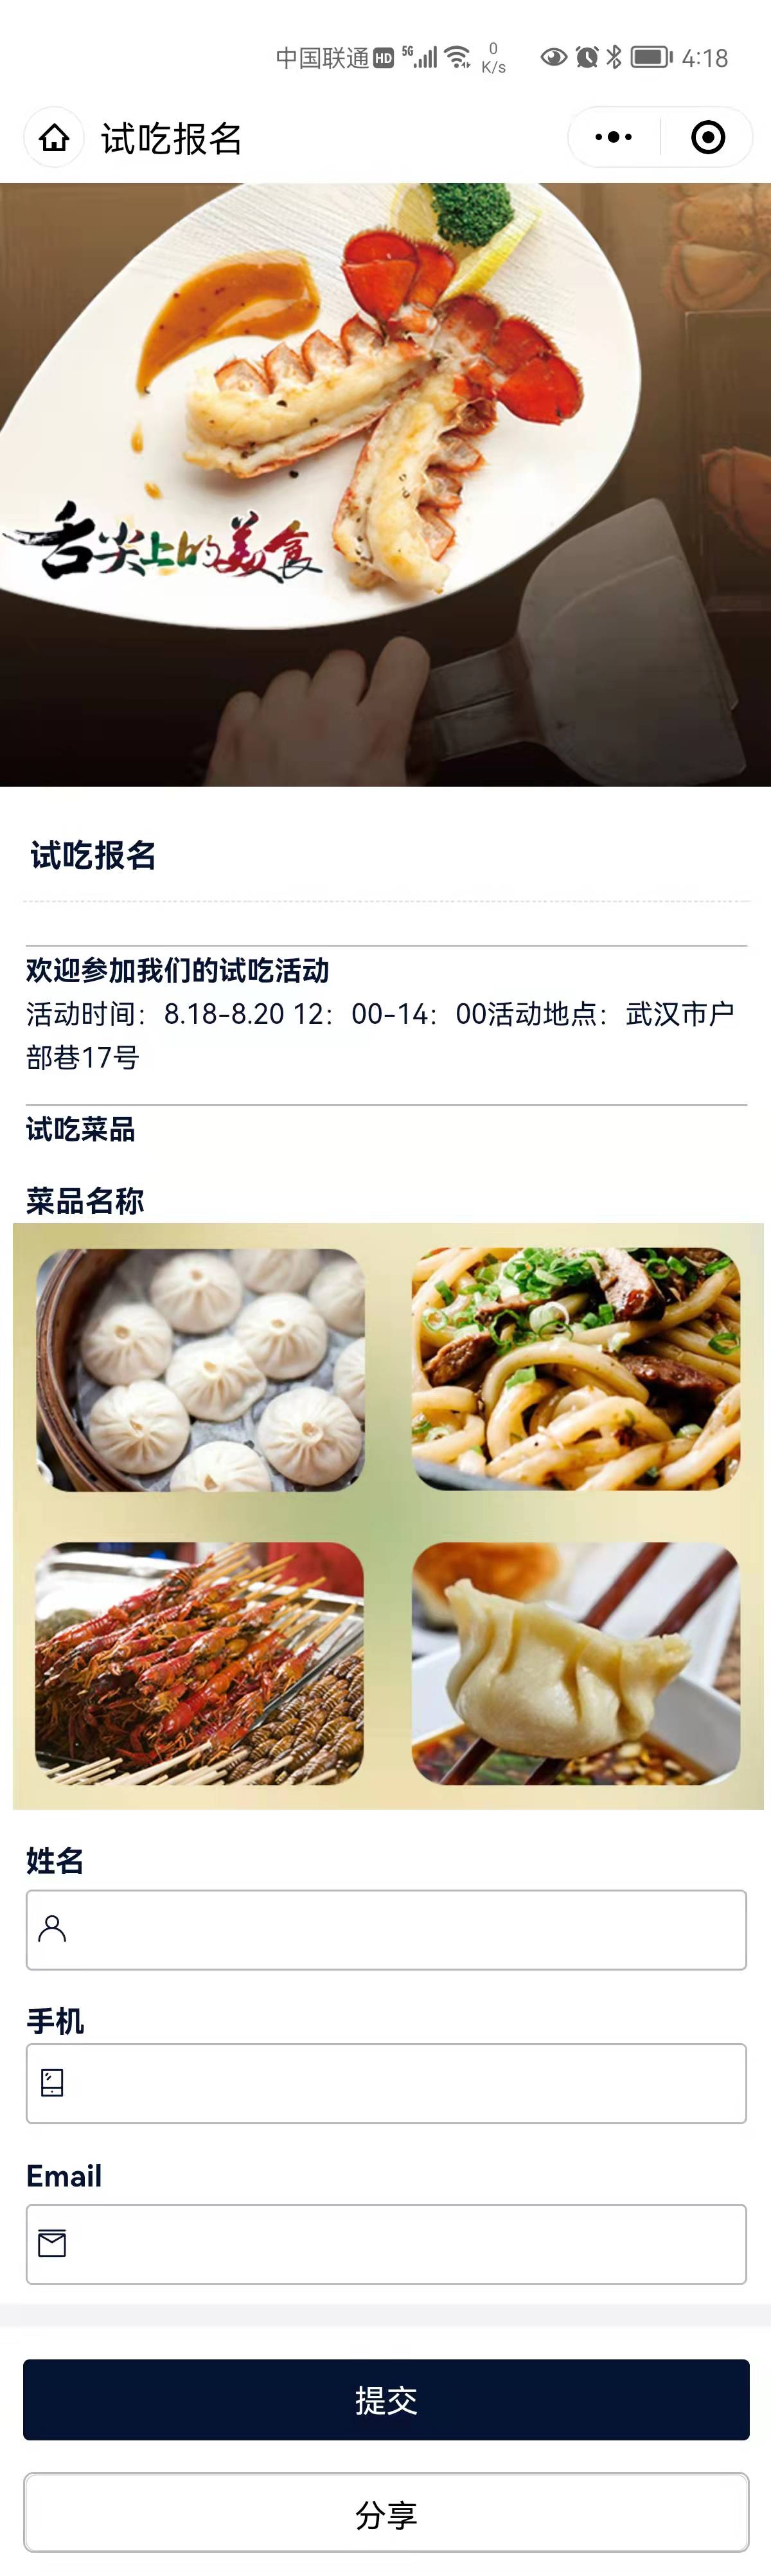 中国联通 HD 5G 0 K/s 4:18
试吃报名
舌尖上的美食
试吃报名
欢迎参加我们的试吃活动
活动时间：8.18-8.20 12：00-14：00活动地点：武汉市户
部巷17号
试吃菜品
菜品名称
姓名
手机
Email
提交
分享